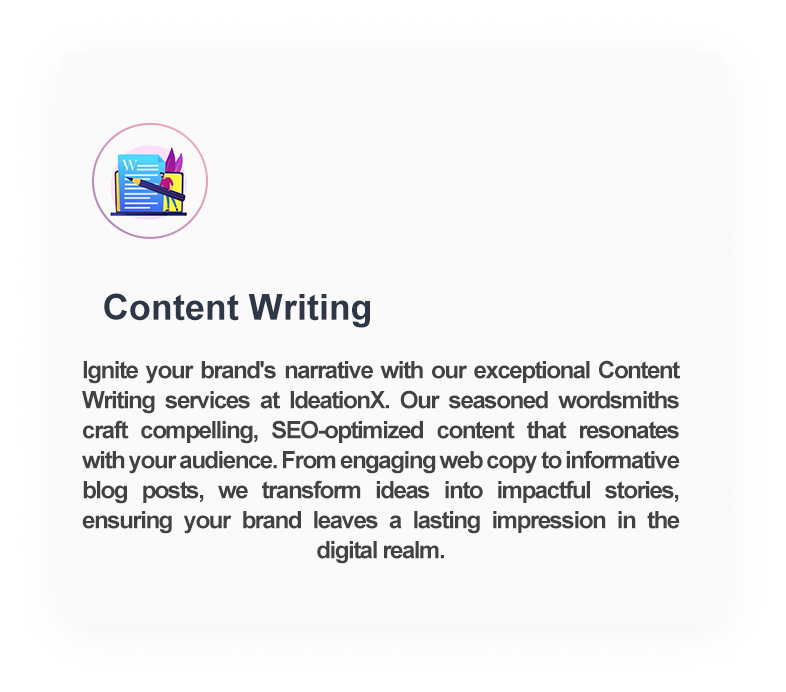 W
Content Writing
Ignite your brand's narrative with our exceptional Content
Writing services at IdeationX. Our seasoned wordsmiths
craft compelling, SEO-optimized content that resonates
with your audience. From engaging web copy to informative
blog posts, we transform ideas into impactful stories,
ensuring your brand leaves a lasting impression in the
digital realm.